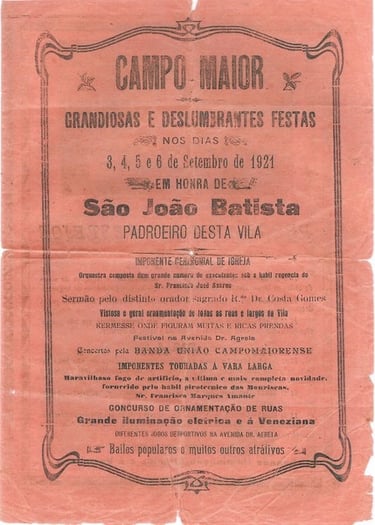 CAMPO MAIOR
GRANDIOSAS E DESLUMBRANTES FESTAS
NOS DIAS
3, 4, 5 e 6 de Setembro de 1921
EM HONRA DE
São João Batista
PADROEIRO DESTA VILA
IMPONENTE CERIMONIAL DE IGREJA
Orquestra composta dum grande numero de executantes sob a habil regencia do
Sr. Francisco José
Sermão pelo distinto orador sagrado R.mo Dr. Costa Gomes
Vistosa e geral ornamentação de todas as ruas e largos da Vila
KERMESSE ONDE FIGURAM MUITAS E RICAS PRENDAS
Festival na Avenida Dr. Agrela
Concertos pela BANDA UNIÃO CAMPOMAIORENSE
IMPONENTES TOURADAS A VARA LARGA
Maravilhoso fogo de artificio, a ultima e mais completa novidade,
fornecido pelo habil pirotecnico das Mouriscas,
Sr. Francisco Marques Amante
CONCURSO DE ORNAMENTAÇÃO DE RUAS
Grande iluminação eletrica e á Veneziana
DIFERENTES JOGOS DESPORTIVOS NA AVENIDA DR. AGRELA
Bailes populares e muitos outros atrátivos